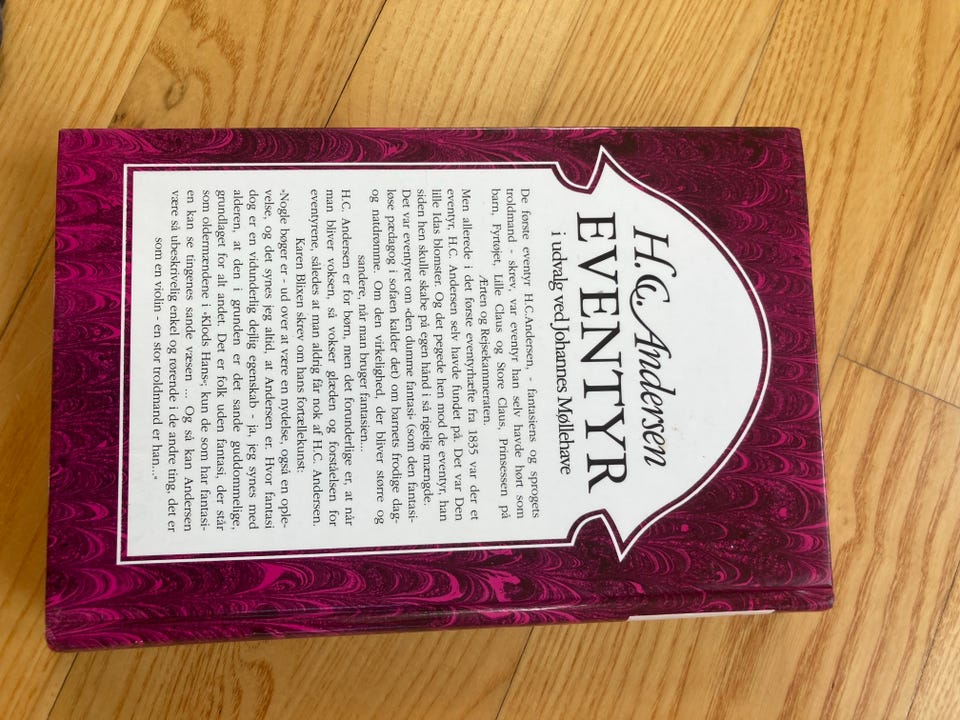 H.C. Andersen
EVENTYR
i udvalg ved Johannes Møllehave
De første eventyr H.C.Andersen, - fantasiens og sprogets
troldmand - skrev, var eventyr han selv havde hørt som
barn, Fyrtøjet, Lille Claus og Store Claus, Prinsessen på
Ærten og Rejsekammeraten.
Men allerede i det første eventyrhæfte fra 1835 var der et
eventyr, H.C. Andersen selv havde fundet på. Det var Den
lille Idas blomster. Og det pegede hen mod de eventyr, han
siden hen skulle skabe på egen hånd i så rigelig mængde.
Det var eventyret om ›den dumme fantasi‹ (som den fantasi-
løse pædagog i sofaen kalder det) om barnets frodige dag-
og natdrømme. Om den virkelighed, der bliver større og
sandere, når man bruger fantasien...
H.C. Andersen er for børn, men det forunderlige er, at når
man bliver voksen, så vokser glæden og forståelsen for
eventyrene, således at man aldrig får nok af H.C. Andersen.
Karen Blixen skrev om hans fortællekunst:
»Nogle bøger er - ud over at være en nydelse, også en ople-
velse, og det synes jeg altid, at Andersen er. Hvor fantasi
dog er en vidunderlig dejlig egenskab - ja, jeg synes med
alderen, at den i grunden er det sande guddommelige,
grundlaget for alt andet. Det er folk uden fantasi, der står
som oldermændene i ›Klods Hans‹; kun de som har fantasi-
en kan se tingenes sande væsen ... Og så kan Andersen
være så ubeskrivelig enkel og rørende i de andre ting, det er
som en violin - en stor troldmand er han...«